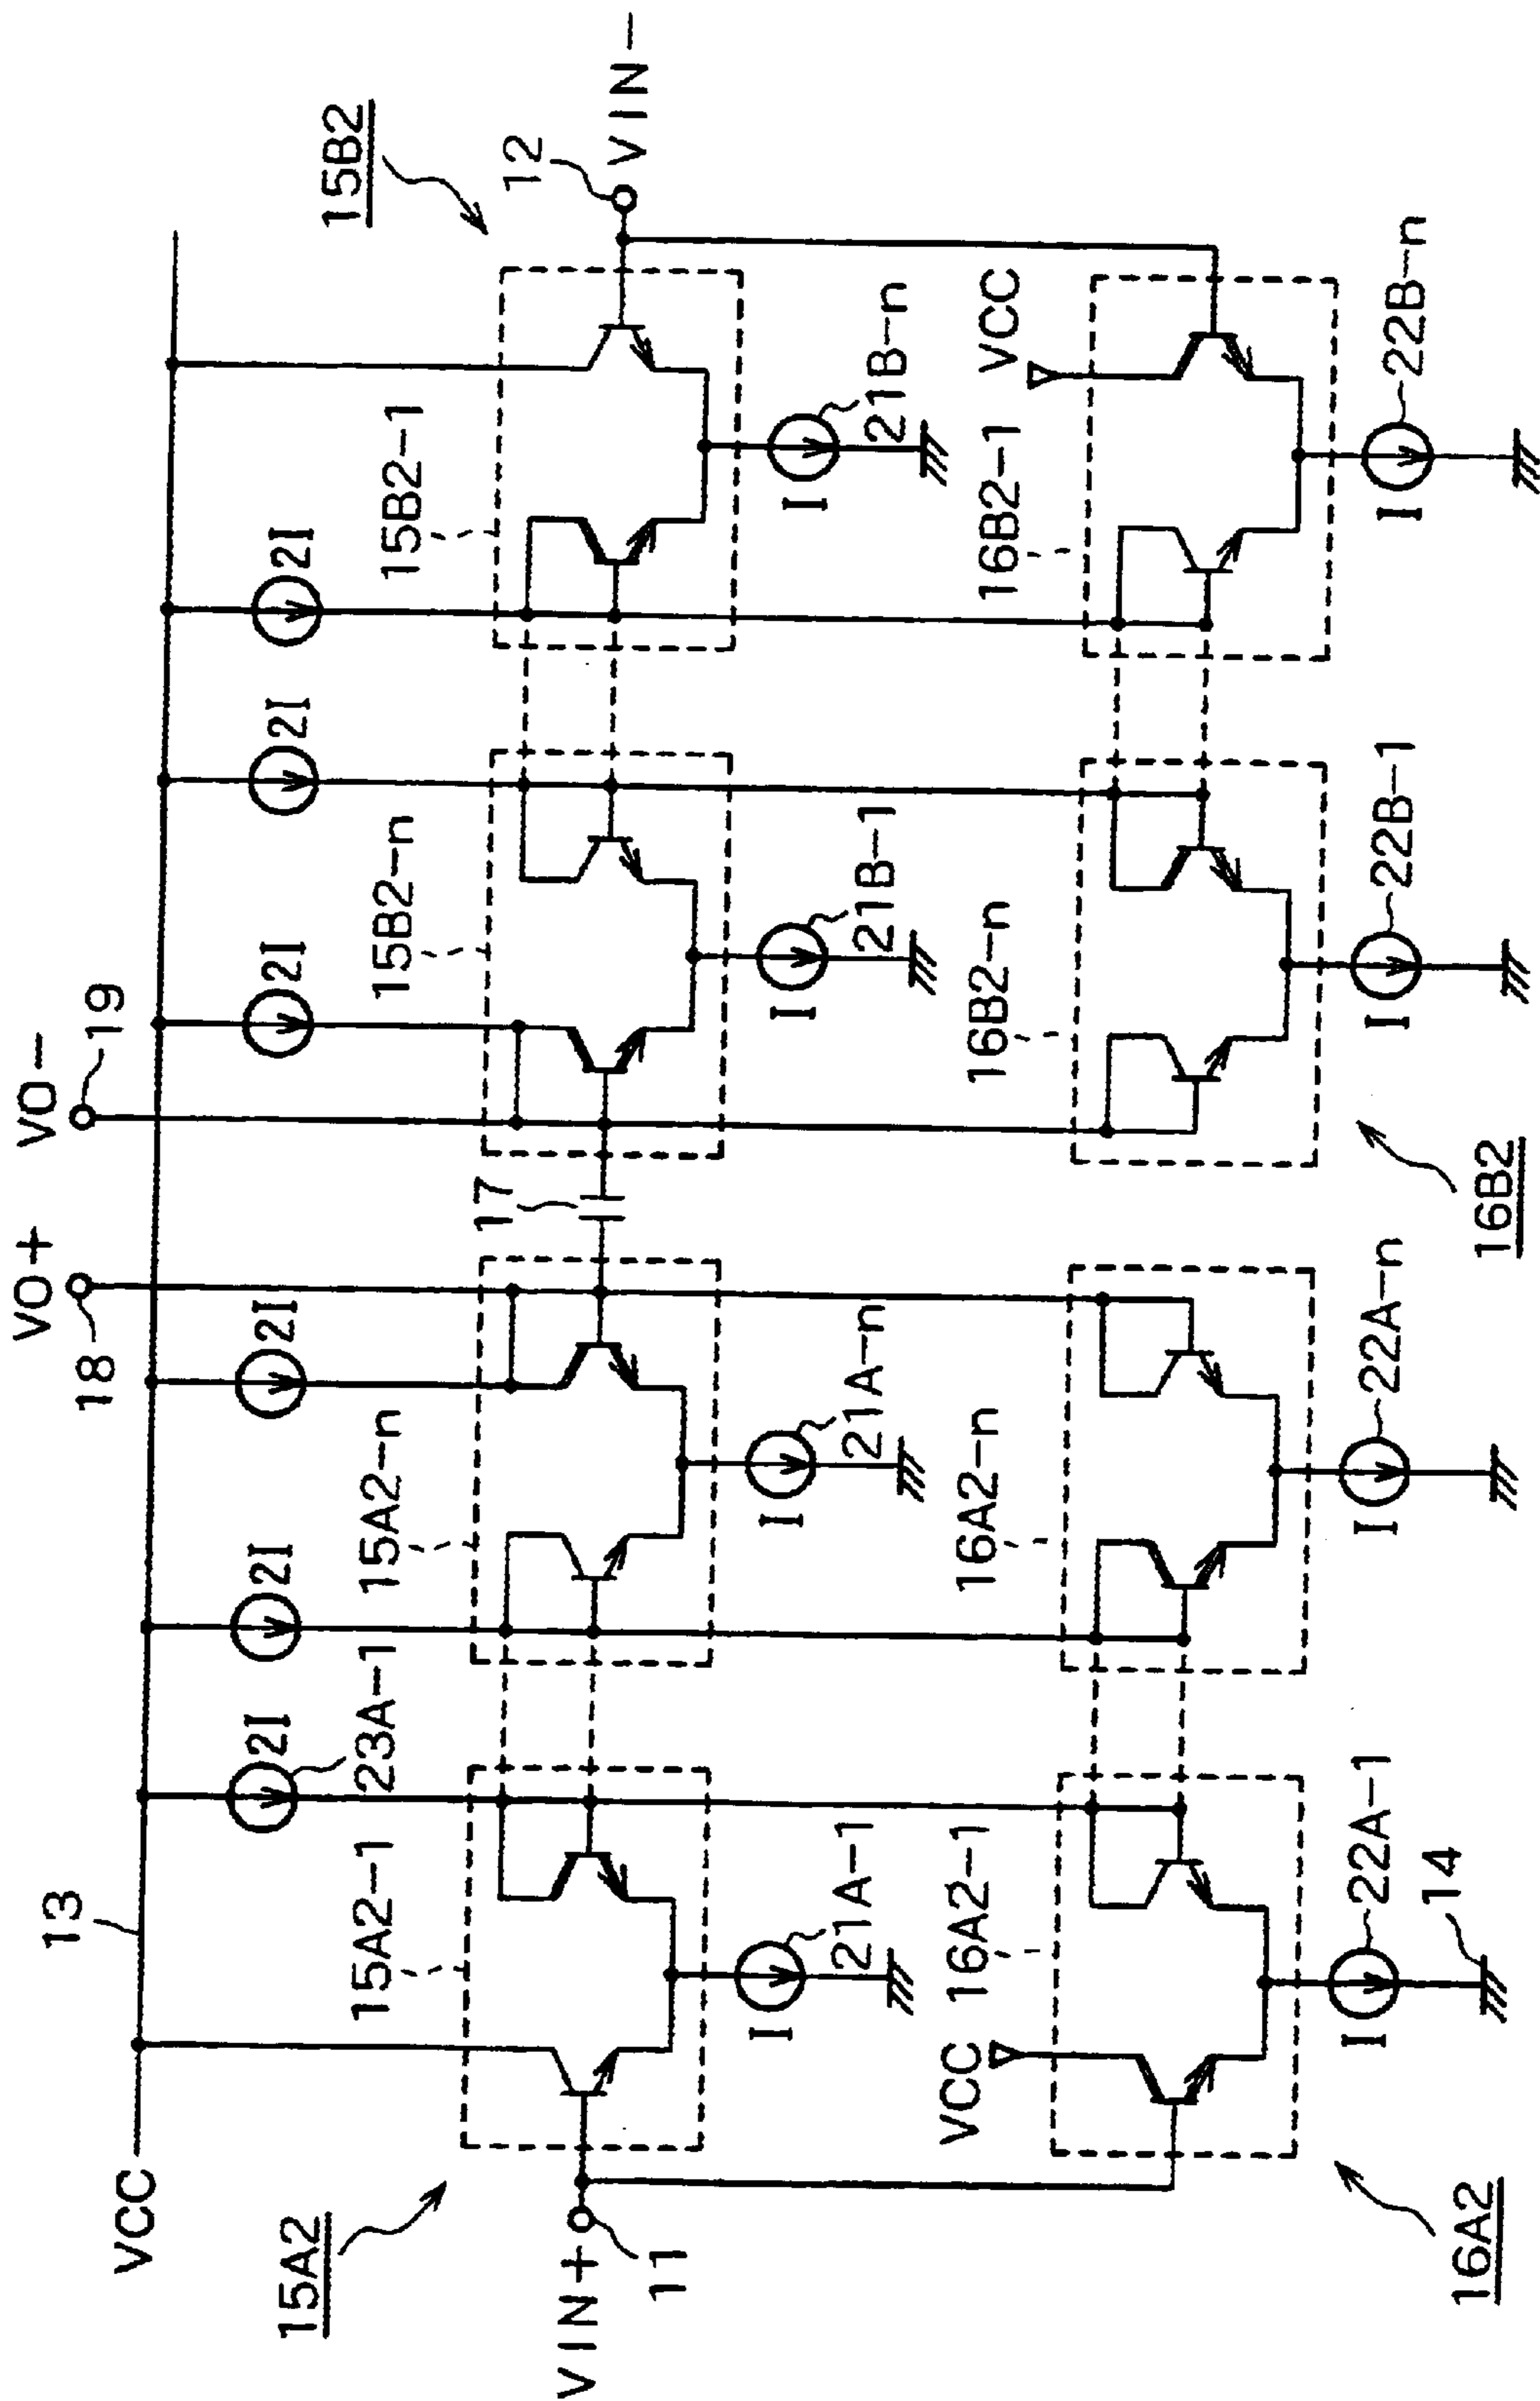 VO+
VO-
18
19
VCC
13
2I
2I
2I
2I
2I
2I
23A-1
15A2
15A2-1
15A2-n
17
15B2-n
15B2-1
15B2
VIN+
11
12
VIN-
I
21A-1
I
21A-n
I
21B-1
I
21B-n
VCC
16A2-1
16A2-n
16B2-n
16B2-1
VCC
16A2
I
22A-1
14
I
22A-n
16B2
I
22B-1
I
22B-n